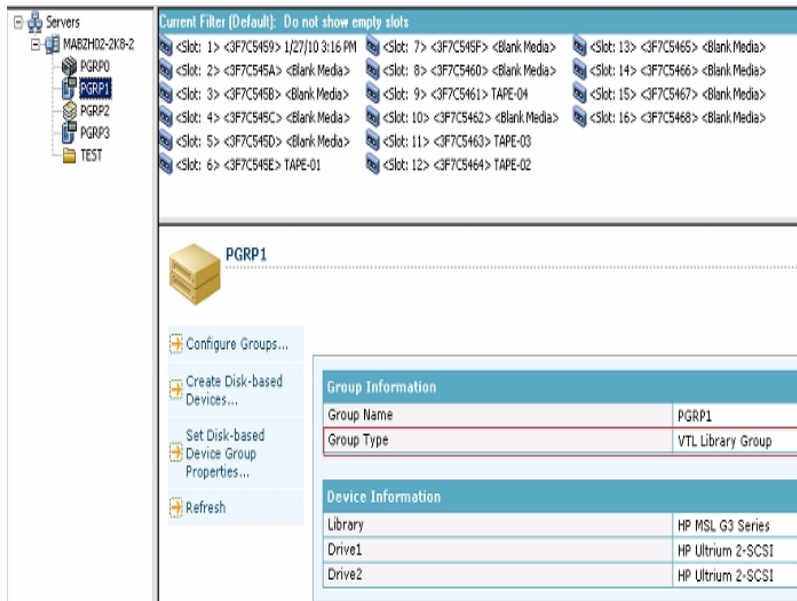 Servers
MABZH02-2K8-2
PGRP0
PGRP1
PGRP2
PGRP3
TEST
Current Filter (Default): Do not show empty slots
<Slot: 1> <3F7C5459> 1/27/10 3:16 PM
<Slot: 2> <3F7C545A> <Blank Media>
<Slot: 3> <3F7C545B> <Blank Media>
<Slot: 4> <3F7C545C> <Blank Media>
<Slot: 5> <3F7C545D> <Blank Media>
<Slot: 6> <3F7C545E> TAPE-01
<Slot: 7> <3F7C545F> <Blank Media>
<Slot: 8> <3F7C5460> <Blank Media>
<Slot: 9> <3F7C5461> TAPE-04
<Slot: 10> <3F7C5462> <Blank Media>
<Slot: 11> <3F7C5463> TAPE-03
<Slot: 12> <3F7C5464> TAPE-02
<Slot: 13> <3F7C5465> <Blank Media>
<Slot: 14> <3F7C5466> <Blank Media>
<Slot: 15> <3F7C5467> <Blank Media>
<Slot: 16> <3F7C5468> <Blank Media>
PGRP1
Configure Groups...
Create Disk-based
Devices...
Set Disk-based
Device Group
Properties...
Refresh
Group Information
Group Name PGRP1
Group Type VTL Library Group
Device Information
Library HP MSL G3 Series
Drive1 HP Ultrium 2-SCSI
Drive2 HP Ultrium 2-SCSI